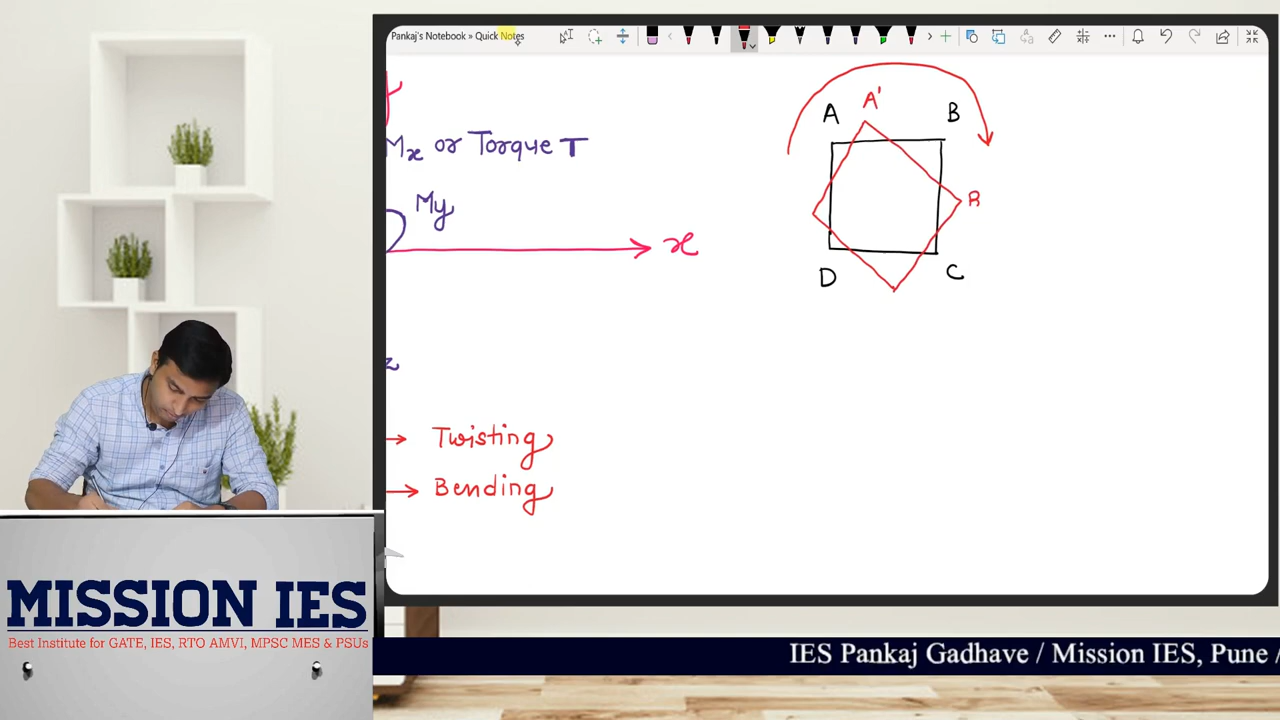 Pankaj's Notebook » Quick Notes
Mx or Torque T
My
x
z
→ Twisting
→ Bending
A A' B
B
D C
MISSION IES
Best Institute for GATE, IES, RTO AMVI, MPSC MES & PSUs
IES Pankaj Gadhave / Mission IES, Pune /